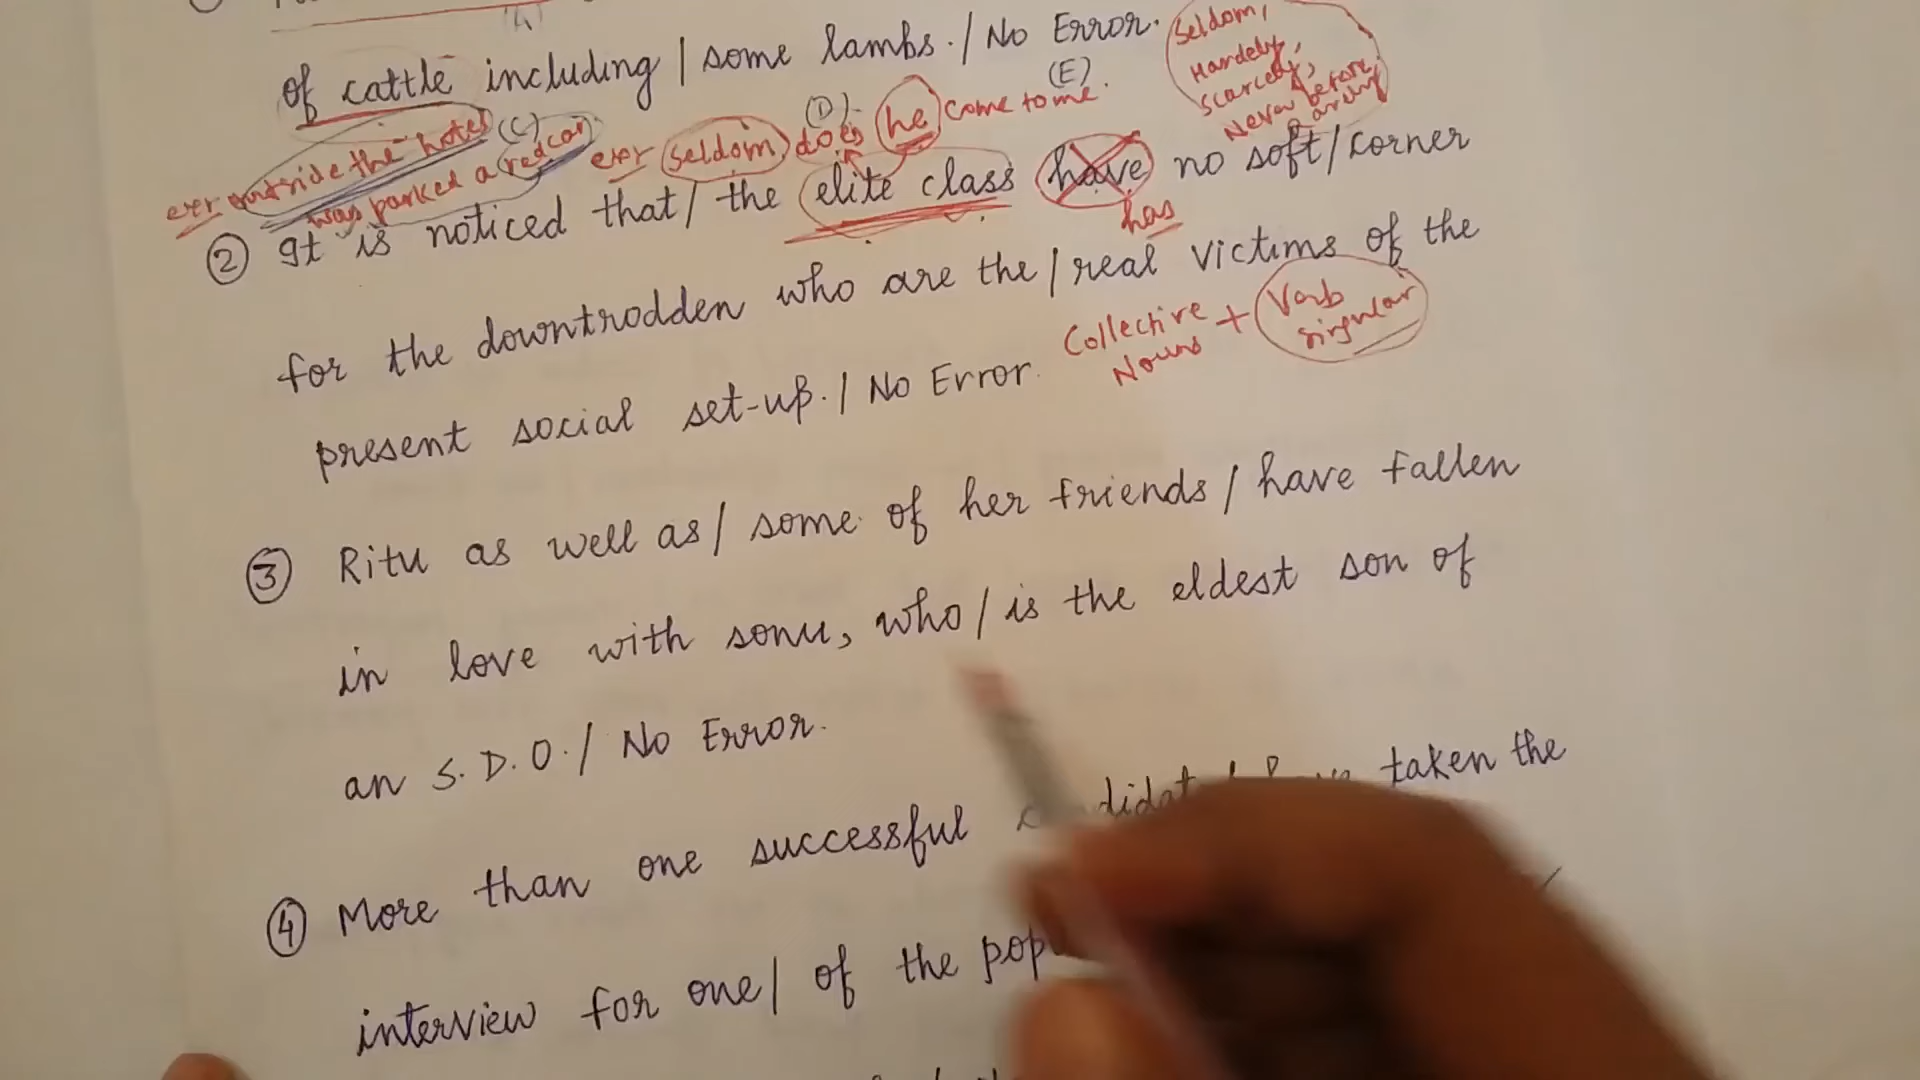 (A)
of cattle including / some lambs. / No Error.
Seldom,
Hardely,
scarcely,
Never before,
(C)
(D)
(E)
ex:- outside the hotel
was parked a red car.
ex:- Seldom does he come to me.
② It is noticed that / the elite class have no soft / corner
has
for the downtrodden who are the / real victims of the
Collective
Nouns + Verb
singular
present social set-up. / No Error.
③ Ritu as well as / some of her friends / have fallen
in love with sonu, who / is the eldest son of
an S.D.O. / No Error.
④ More than one successful taken the
interview for one / of the